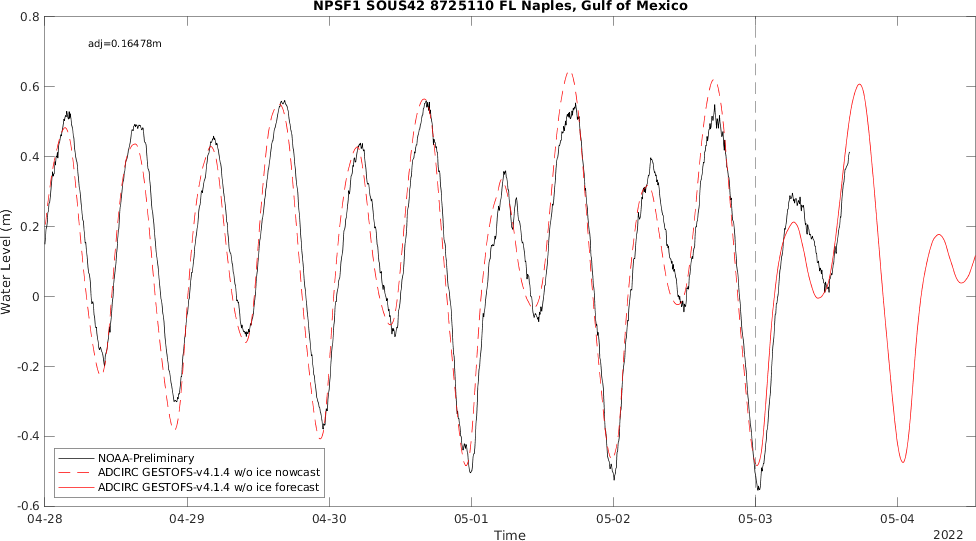 NPSF1 SOUS42 8725110 FL Naples, Gulf of Mexico
adj=0.16478m
0.8
0.6
0.4
0.2
0
-0.2
-0.4
-0.6
Water Level (m)
NOAA-Preliminary
ADCIRC GESTOFS-v4.1.4 w/o ice nowcast
ADCIRC GESTOFS-v4.1.4 w/o ice forecast
04-28 04-29 04-30 05-01 05-02 05-03 05-04
Time
2022